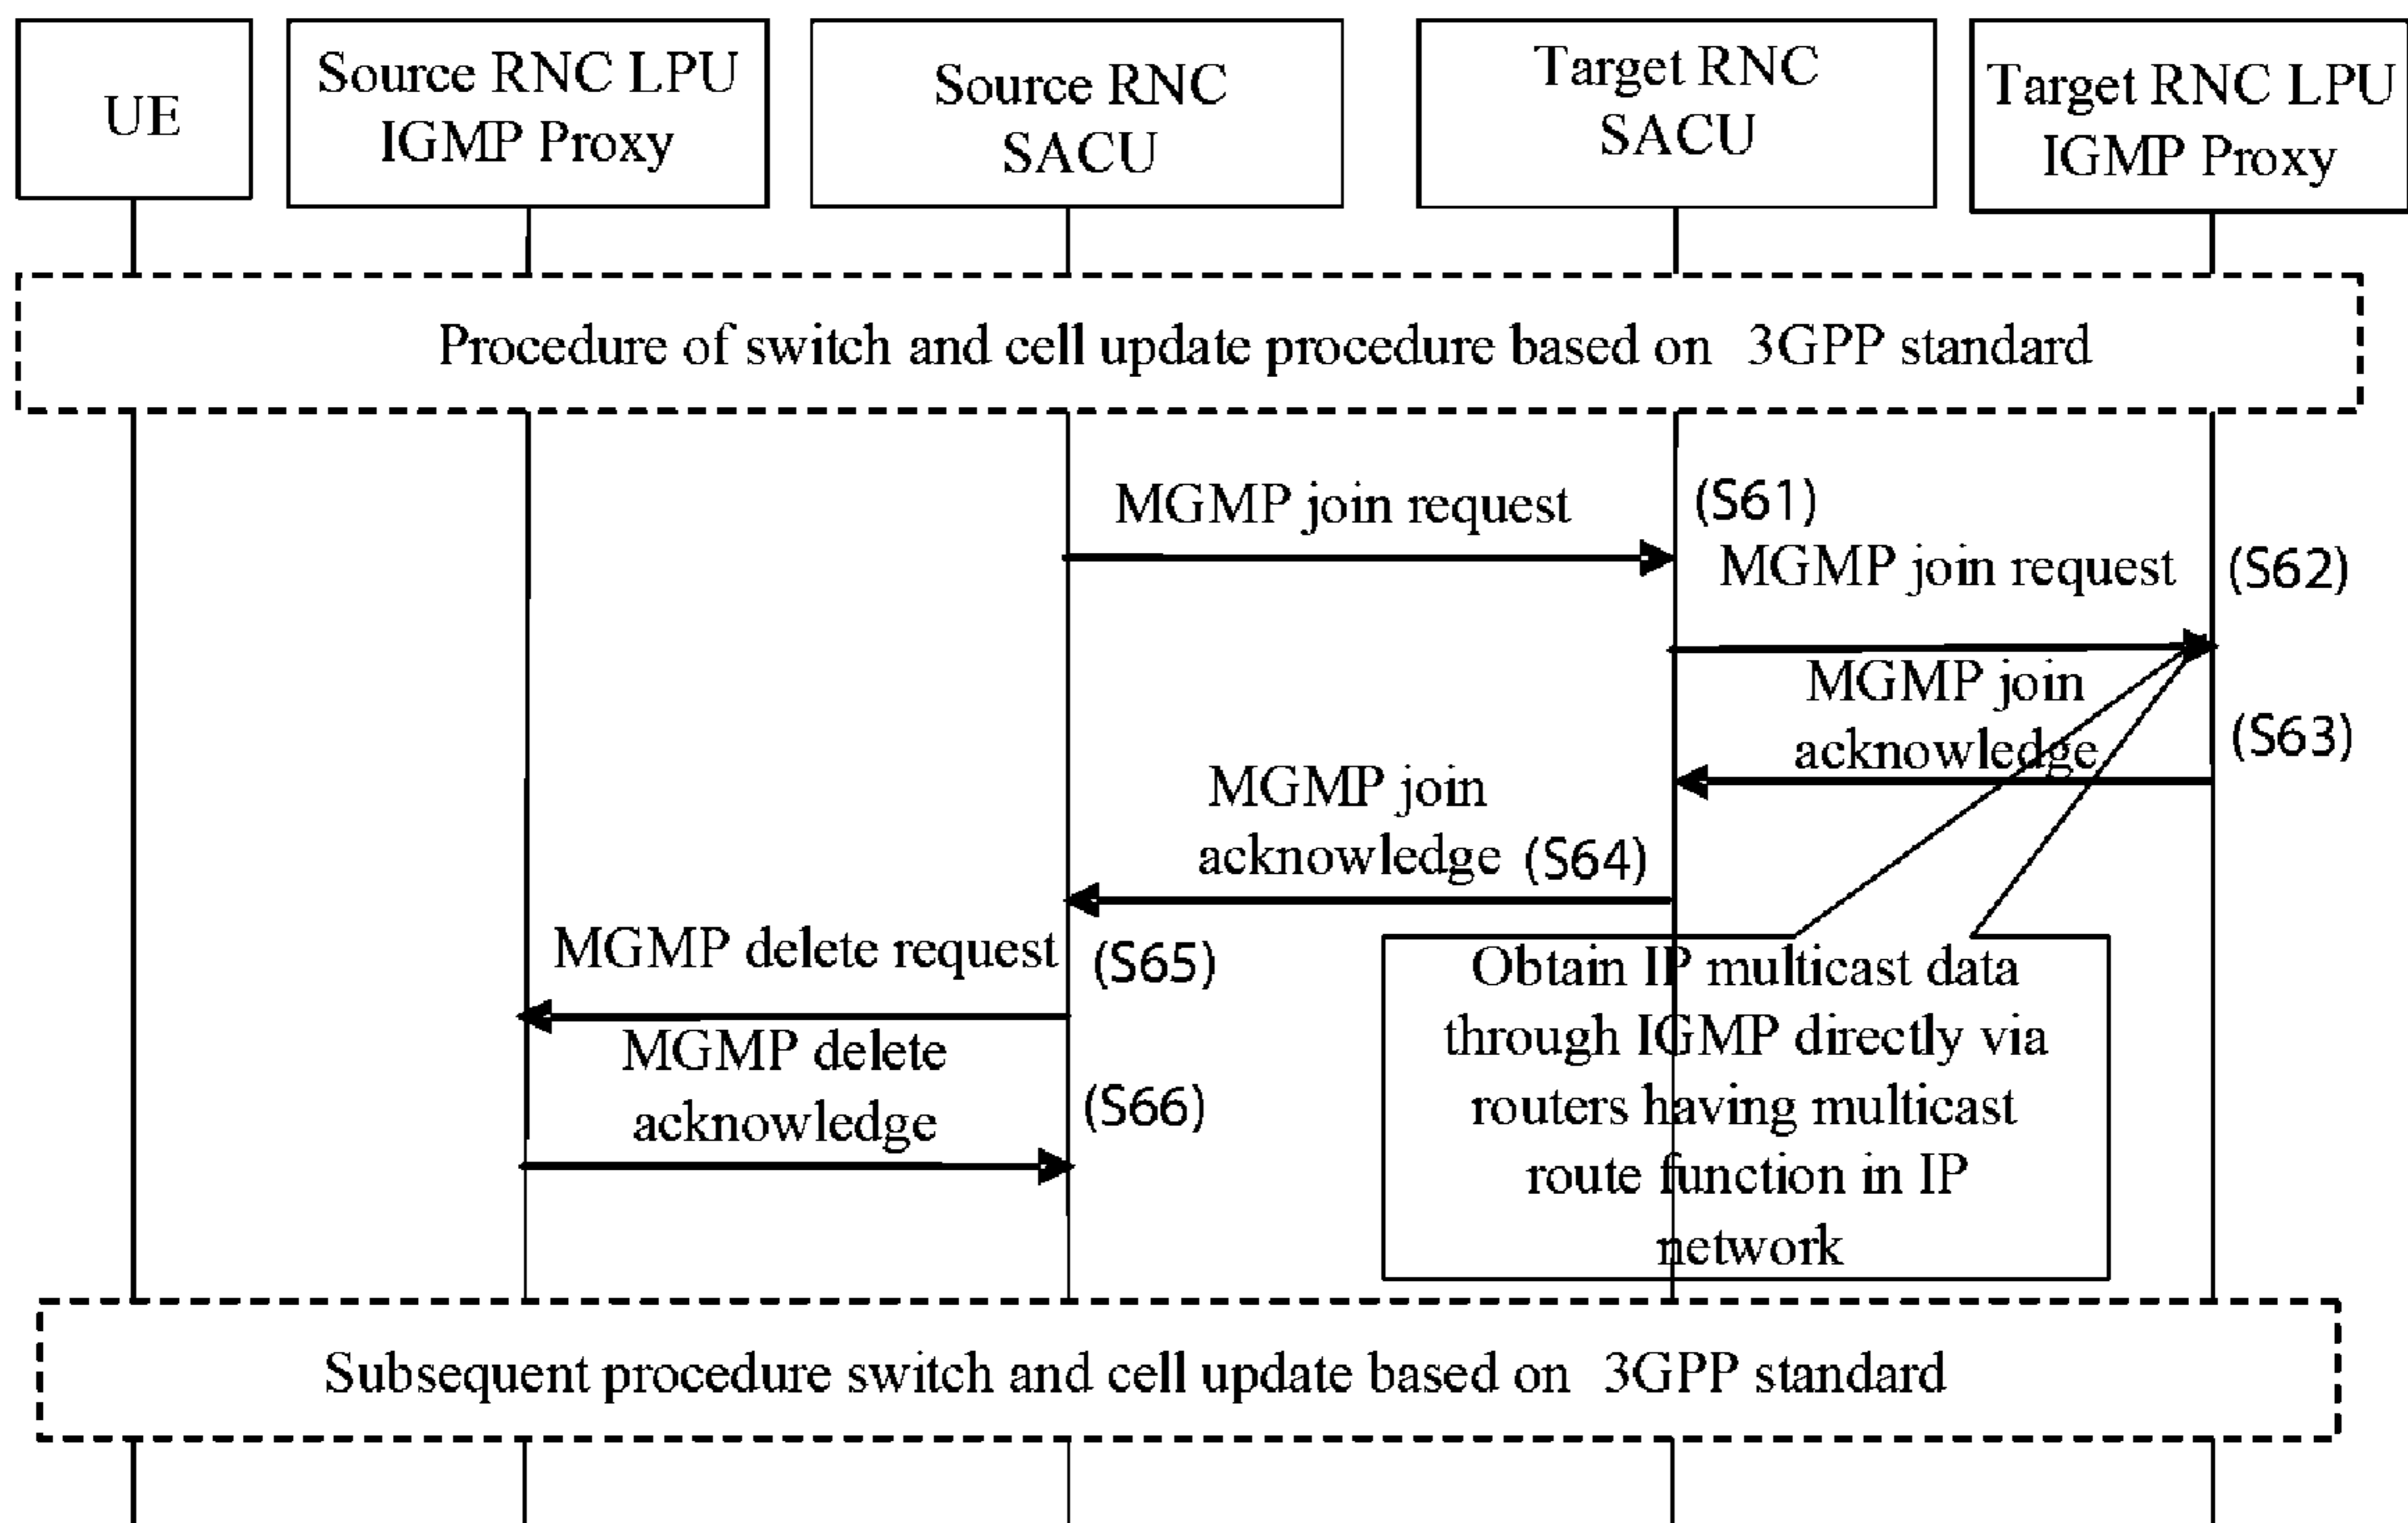 UE
Source RNC LPU
IGMP Proxy
Source RNC
SACU
Target RNC
SACU
Target RNC LPU
IGMP Proxy
Procedure of switch and cell update procedure based on 3GPP standard
MGMP join request
(S61)
MGMP join request
(S62)
MGMP join
acknowledge
(S63)
MGMP join
acknowledge (S64)
MGMP delete request
(S65)
MGMP delete
acknowledge
(S66)
Obtain IP multicast data
through IGMP directly via
routers having multicast
route function in IP
network
Subsequent procedure switch and cell update based on 3GPP standard